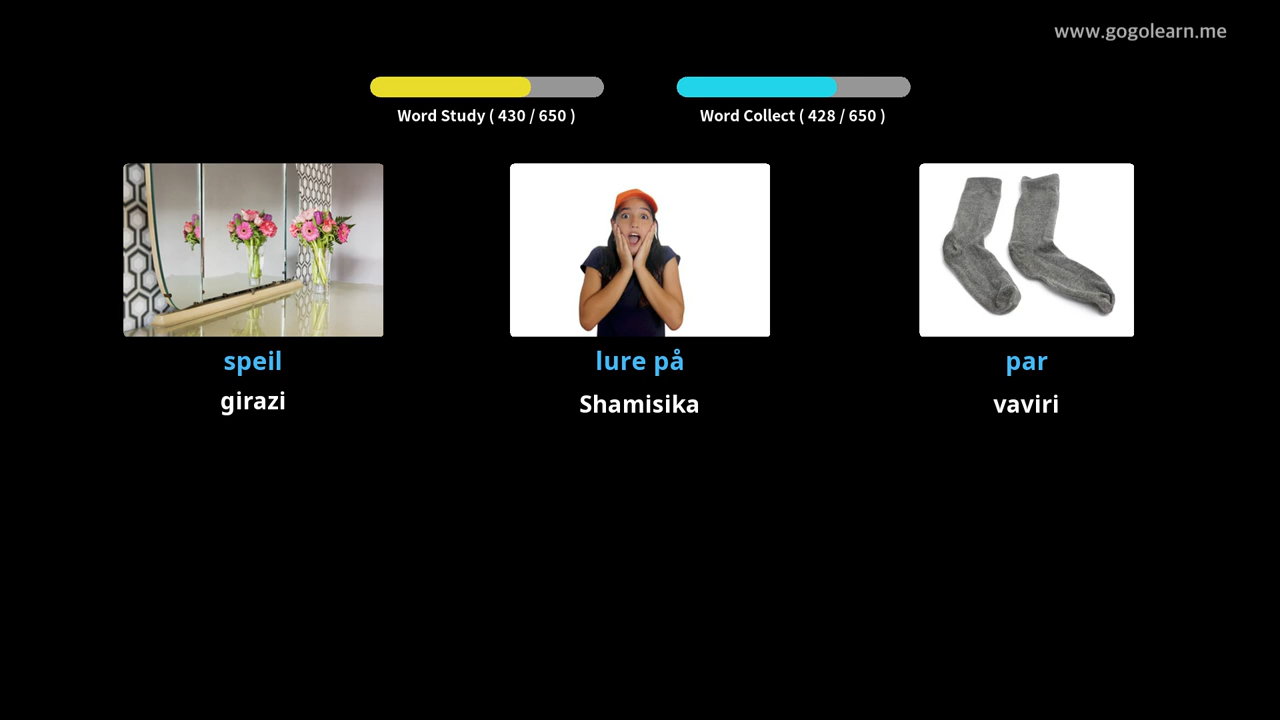 www.gogolearn.me
Word Study ( 430 / 650 )
Word Collect ( 428 / 650 )
speil
lure på
par
girazi
Shamisika
vaviri